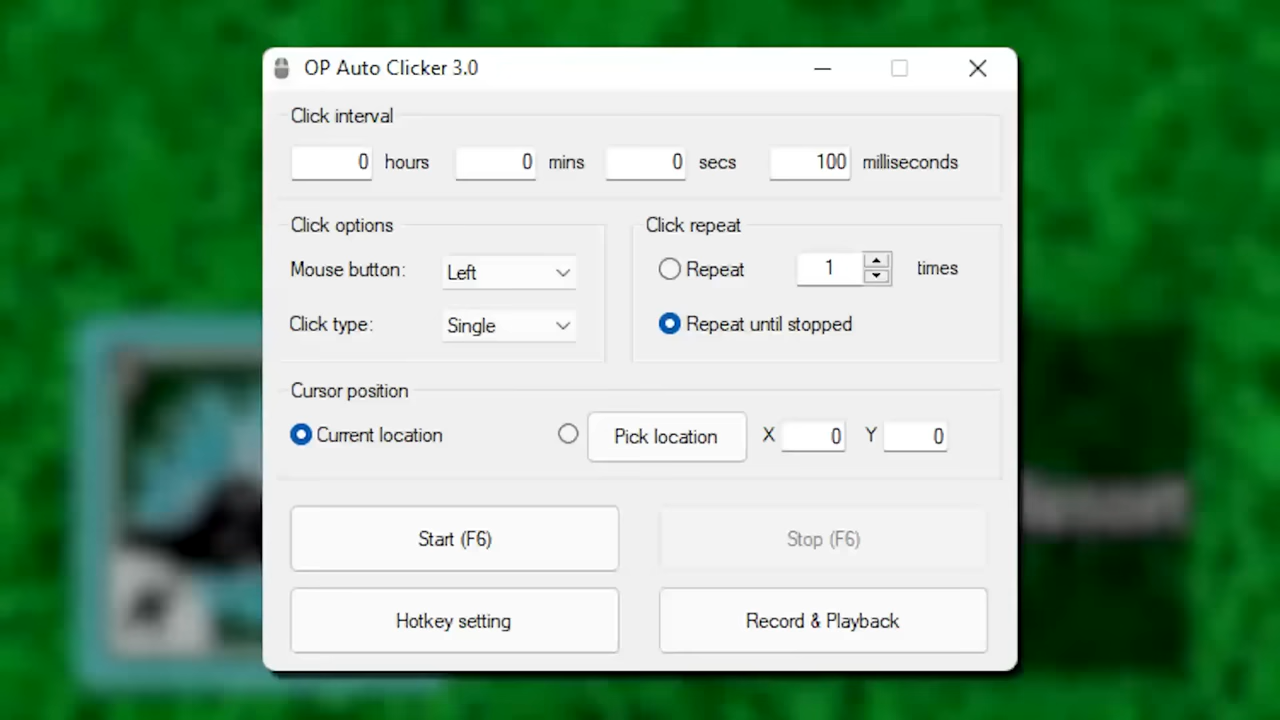 OP Auto Clicker 3.0
Click interval
0 hours 0 mins 0 secs 100 milliseconds
Click options
Mouse button: Left
Click type: Single
Click repeat
Repeat 1 times
Repeat until stopped
Cursor position
Current location Pick location X 0 Y 0
Start (F6) Stop (F6)
Hotkey setting Record & Playback